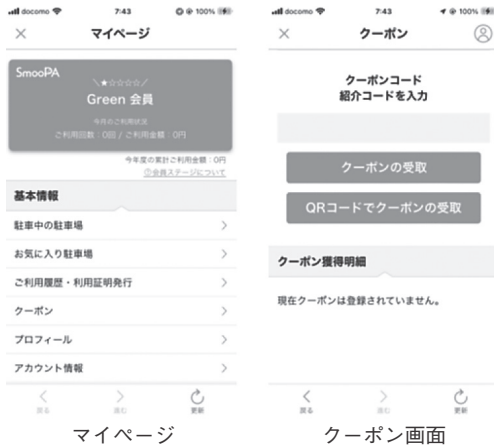 docomo 7:43 100%
マイページ
SmooPA
＼★☆☆☆☆／
Green 会員
今月のご利用状況
ご利用回数：0回 / ご利用金額：0円
今年度の累計ご利用金額：0円
①会員ステージについて
基本情報
駐車中の駐車場
お気に入り駐車場
ご利用履歴・利用証明発行
クーポン
プロフィール
アカウント情報
戻る 進む 更新
マイページ
docomo 7:43 100%
クーポン
クーポンコード
紹介コードを入力
クーポンの受取
QRコードでクーポンの受取
クーポン獲得明細
現在クーポンは登録されていません。
戻る 進む 更新
クーポン画面